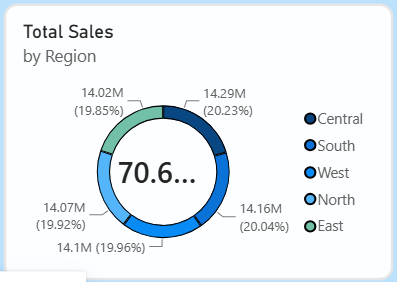 Total Sales
by Region
14.02M
(19.85%)
14.29M
(20.23%)
70.6...
14.07M
(19.92%)
14.16M
(20.04%)
14.1M (19.96%)
Central
South
West
North
East